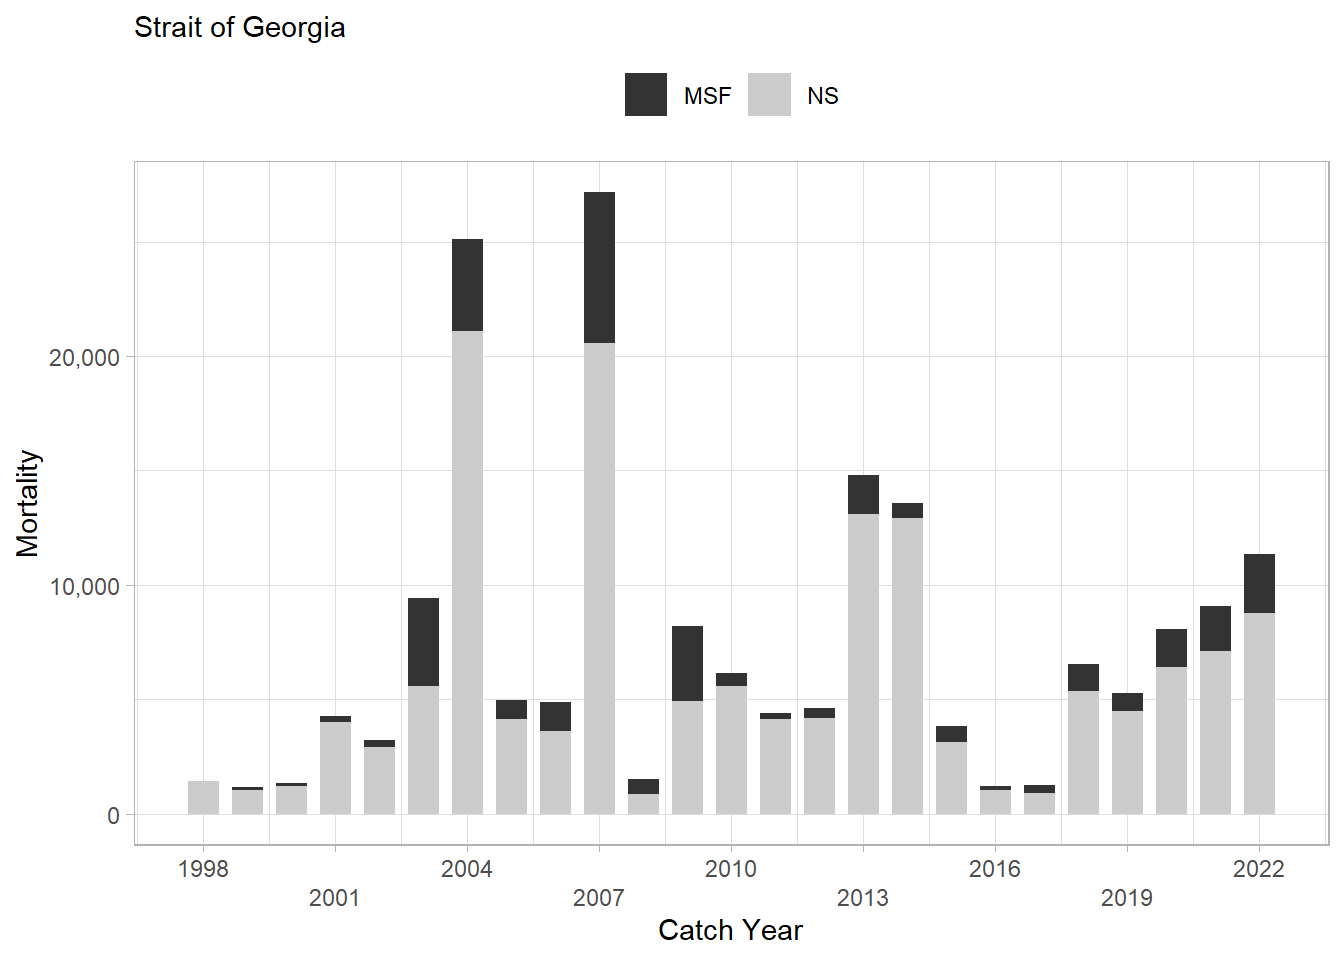 Strait of Georgia
MSF NS
Mortality
20,000
10,000
0
1998 2004 2010 2016 2022
2001 2007 2013 2019
Catch Year